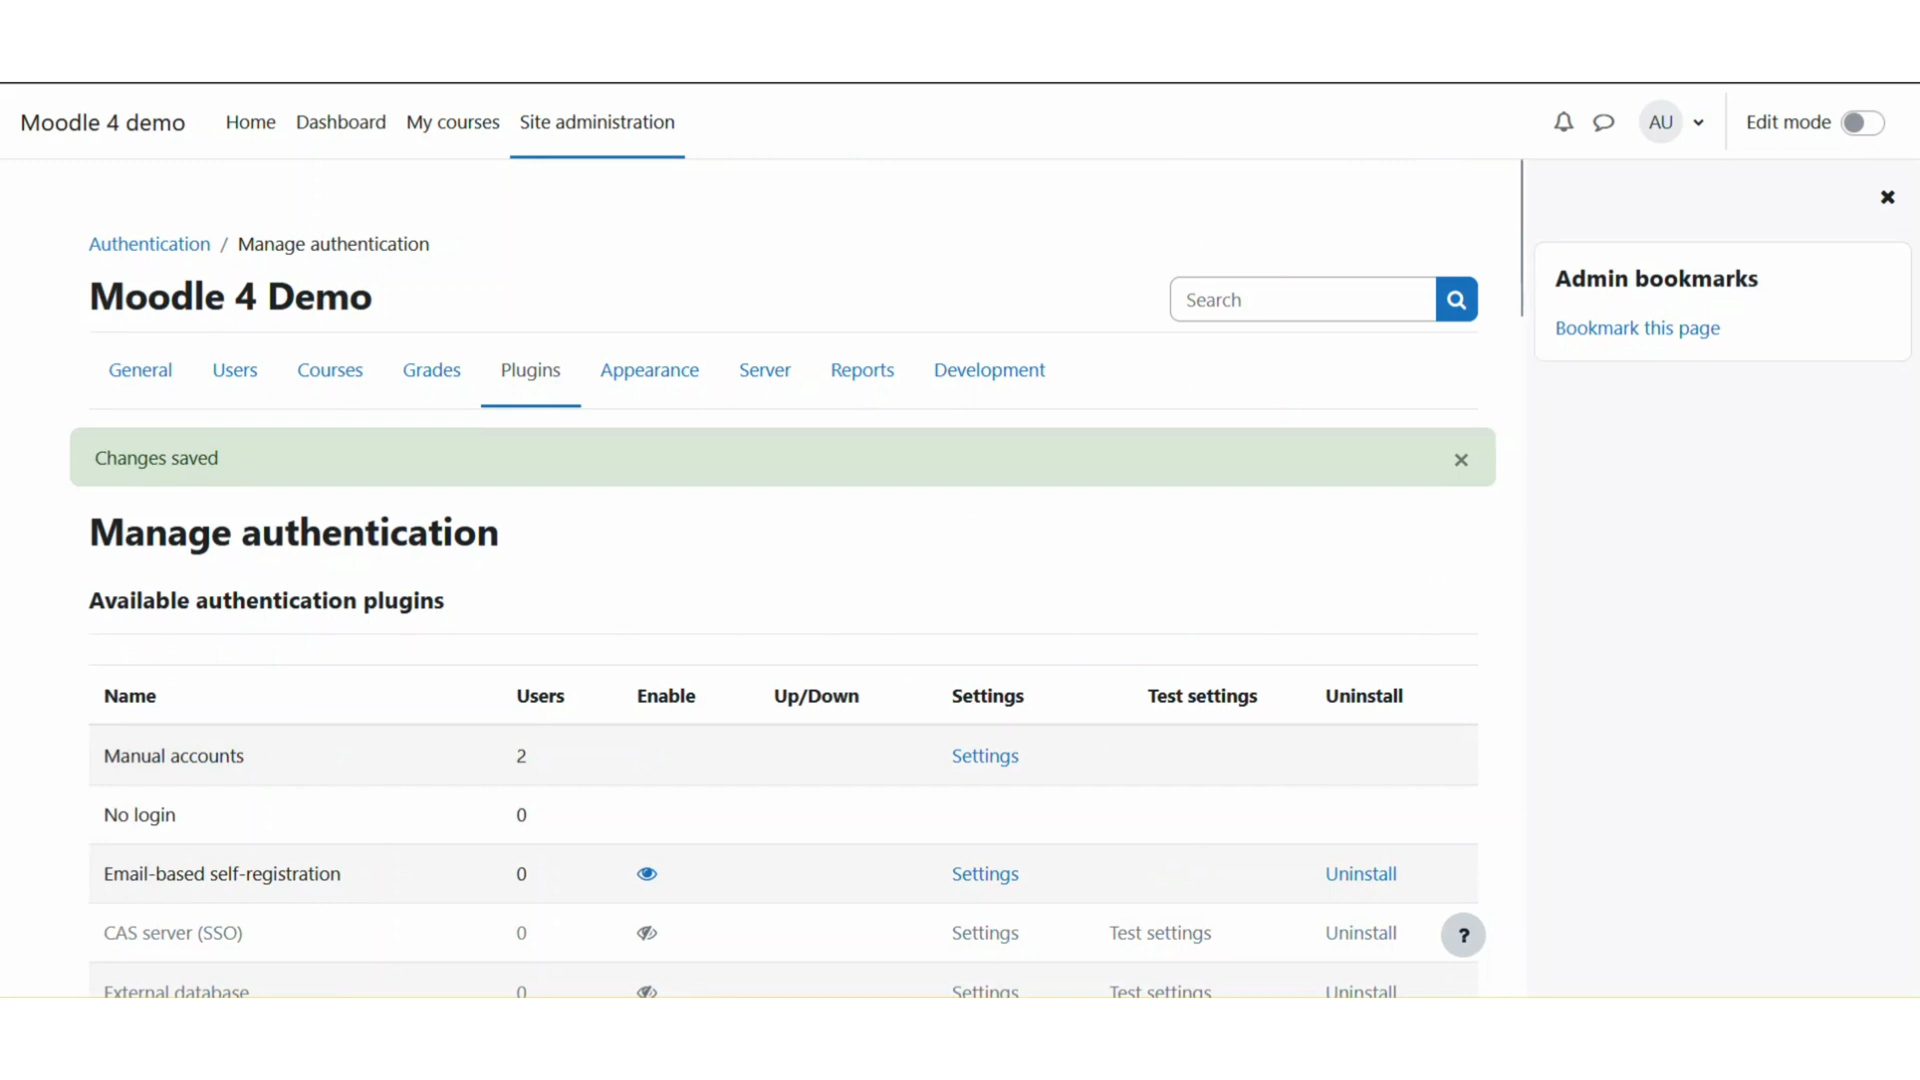 Moodle 4 demo Home Dashboard My courses Site administration AU Edit mode
Authentication / Manage authentication
Moodle 4 Demo
Search
Admin bookmarks
Bookmark this page
General Users Courses Grades Plugins Appearance Server Reports Development
Changes saved
Manage authentication
Available authentication plugins
Name Users Enable Up/Down Settings Test settings Uninstall
Manual accounts 2 Settings
No login 0
Email-based self-registration 0 Settings Uninstall
CAS server (SSO) 0 Settings Test settings Uninstall ?
External database 0 Settings Test settings Uninstall